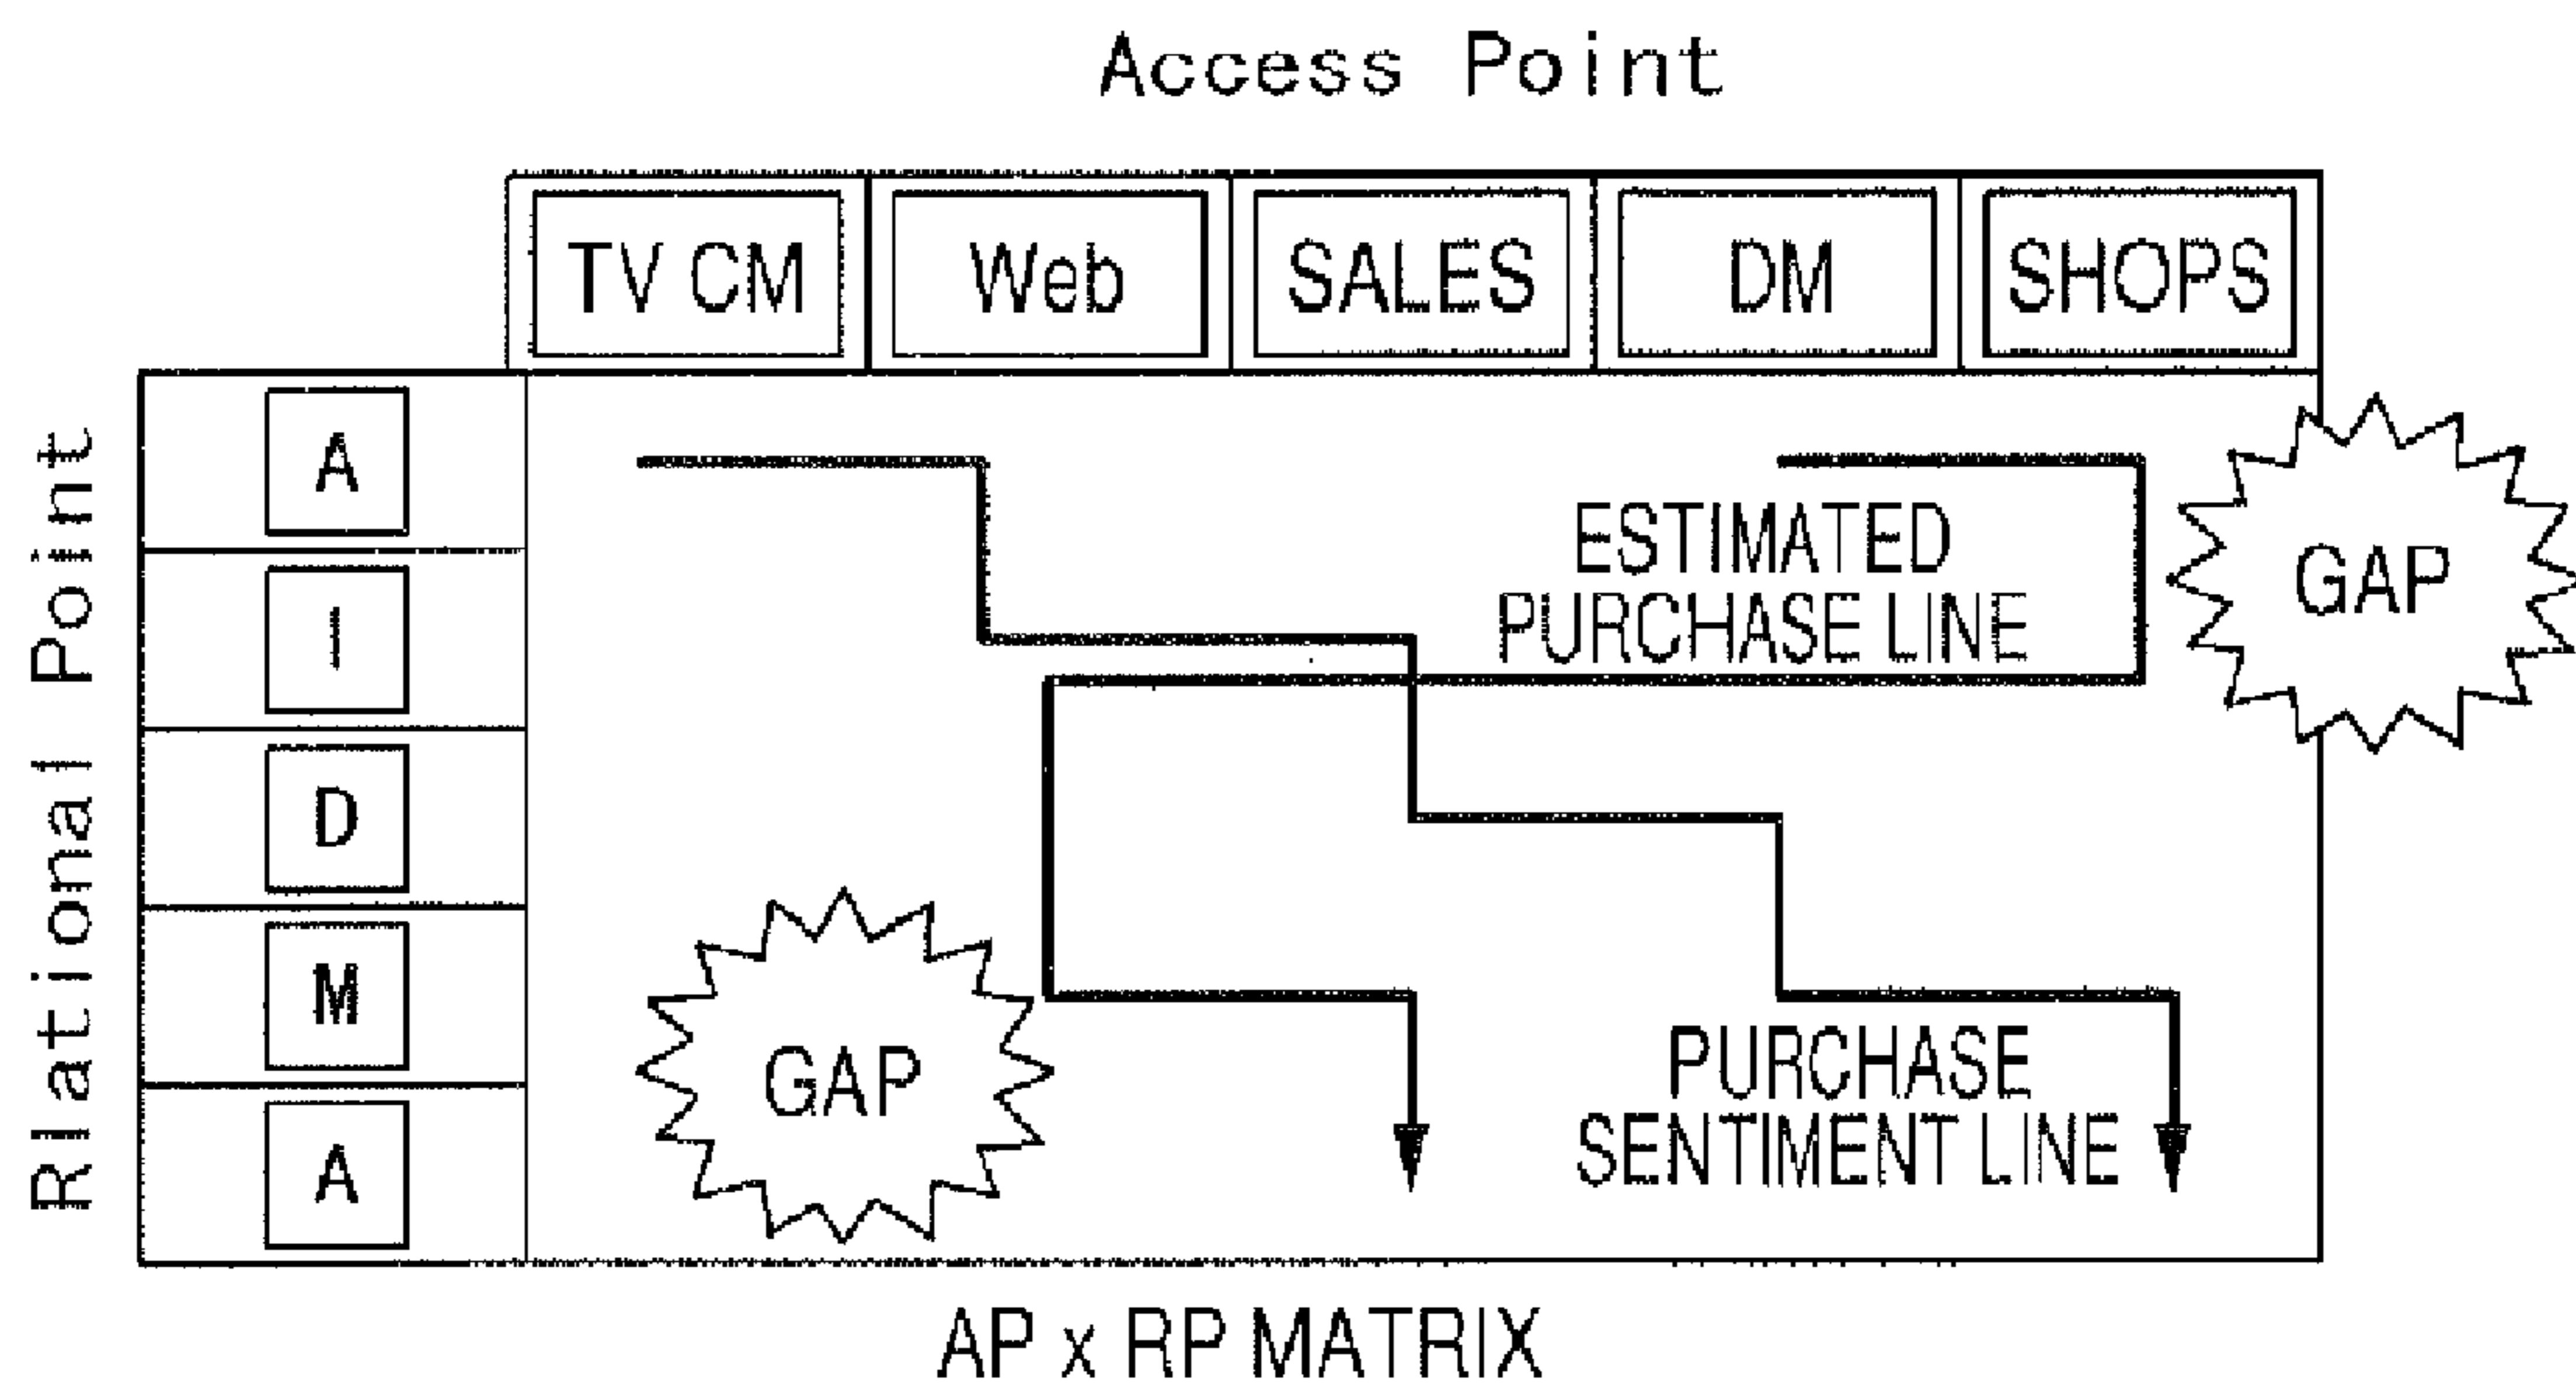 Access Point
TV CM
Web
SALES
DM
SHOPS
Rlational Point
A
I
D
M
A
ESTIMATED
PURCHASE LINE
GAP
GAP
PURCHASE
SENTIMENT LINE
AP x RP MATRIX